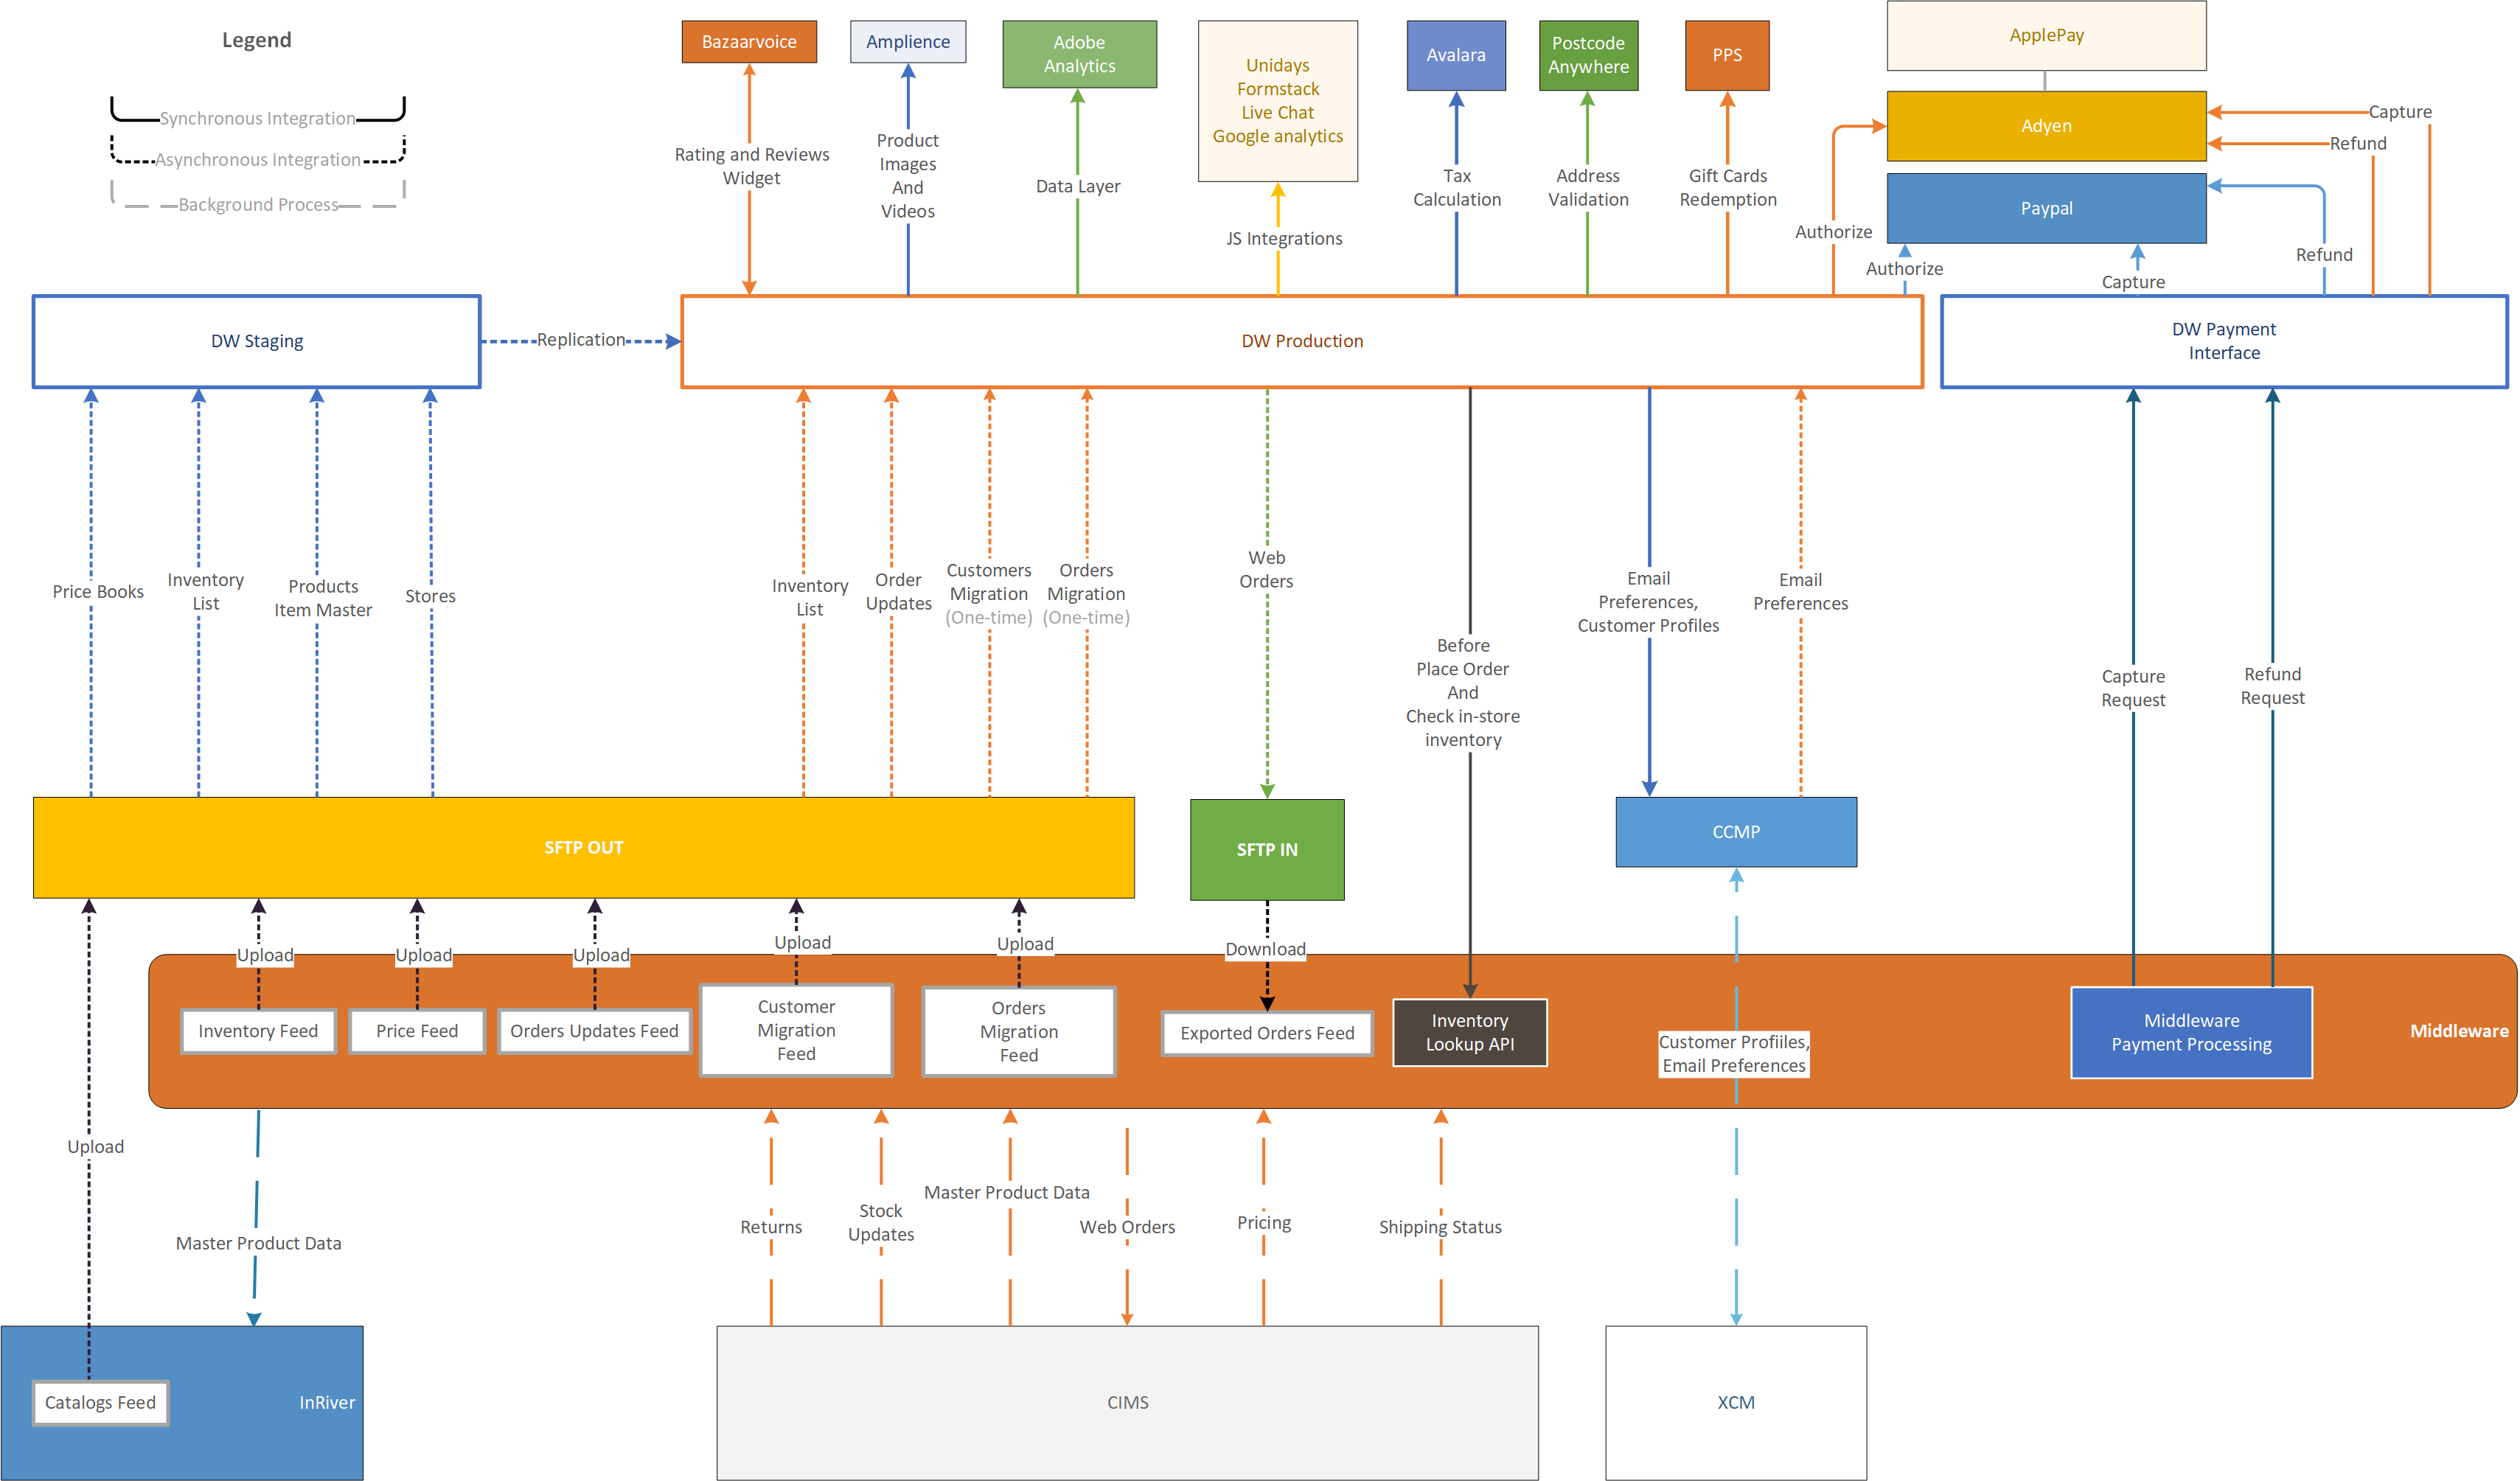 Legend
Synchronous Integration
Asynchronous Integration
Background Process
Bazaarvoice
Amplience
Adobe
Analytics
Unidays
Formstack
Live Chat
Google analytics
Avalara
Postcode
Anywhere
PPS
ApplePay
Adyen
Paypal
Capture
Refund
Rating and Reviews
Widget
Product
Images
And
Videos
Data Layer
JS Integrations
Tax
Calculation
Address
Validation
Gift Cards
Redemption
Authorize
Authorize
Capture
Refund
DW Staging
Replication
DW Production
DW Payment
Interface
Price Books
Inventory
List
Products
Item Master
Stores
Inventory
List
Order
Updates
Customers
Migration
(One-time)
Orders
Migration
(One-time)
Web
Orders
Before
Place Order
And
Check in-store
inventory
Email
Preferences,
Customer Profiles
Email
Preferences
Capture
Request
Refund
Request
SFTP OUT
SFTP IN
CCMP
Upload
Upload
Upload
Upload
Upload
Download
Inventory Feed
Price Feed
Orders Updates Feed
Customer
Migration
Feed
Orders
Migration
Feed
Exported Orders Feed
Inventory
Lookup API
Customer Profiiles,
Email Preferences
Middleware
Payment Processing
Middleware
Upload
Master Product Data
Returns
Stock
Updates
Master Product Data
Web Orders
Pricing
Shipping Status
Catalogs Feed
InRiver
CIMS
XCM